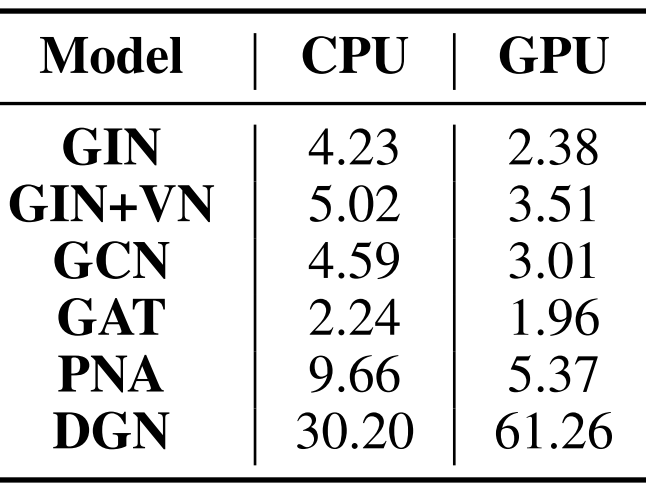 Model CPU GPU
GIN 4.23 2.38
GIN+VN 5.02 3.51
GCN 4.59 3.01
GAT 2.24 1.96
PNA 9.66 5.37
DGN 30.20 61.26